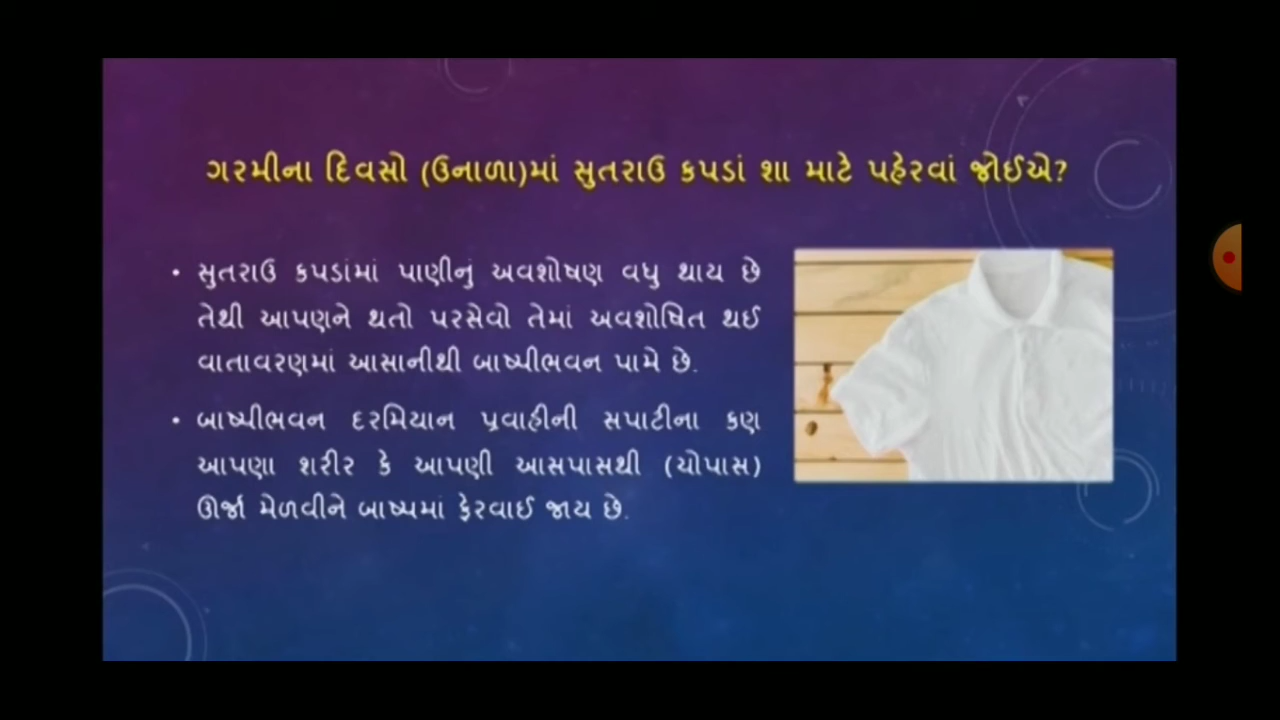 ગરમીના દિવસો (ઉનાળા)માં સુતરાઉ કપડાં શા માટે પહેરવાં જોઈએ?
• સુતરાઉ કપડાંમાં પાણીનું અવશોષણ વધુ થાય છે
તેથી આપણને થતો પરસેવો તેમાં અવશોષિત થઈ
વાતાવરણમાં આસાનીથી બાષ્પીભવન પામે છે.
• બાષ્પીભવન દરમિયાન પ્રવાહીની સપાટીના કણ
આપણા શરીર કે આપણી આસપાસથી (ચોપાસ)
ઊર્જા મેળવીને બાષ્પમાં ફેરવાઈ જાય છે.